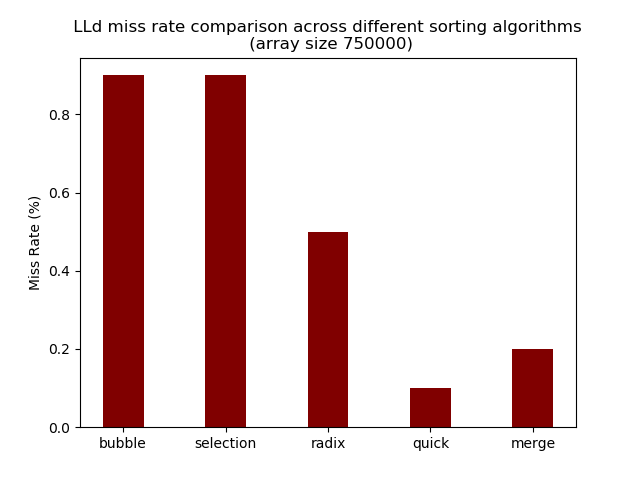 LLd miss rate comparison across different sorting algorithms
(array size 750000)
Miss Rate (%)
0.8
0.6
0.4
0.2
0.0
bubble selection radix quick merge